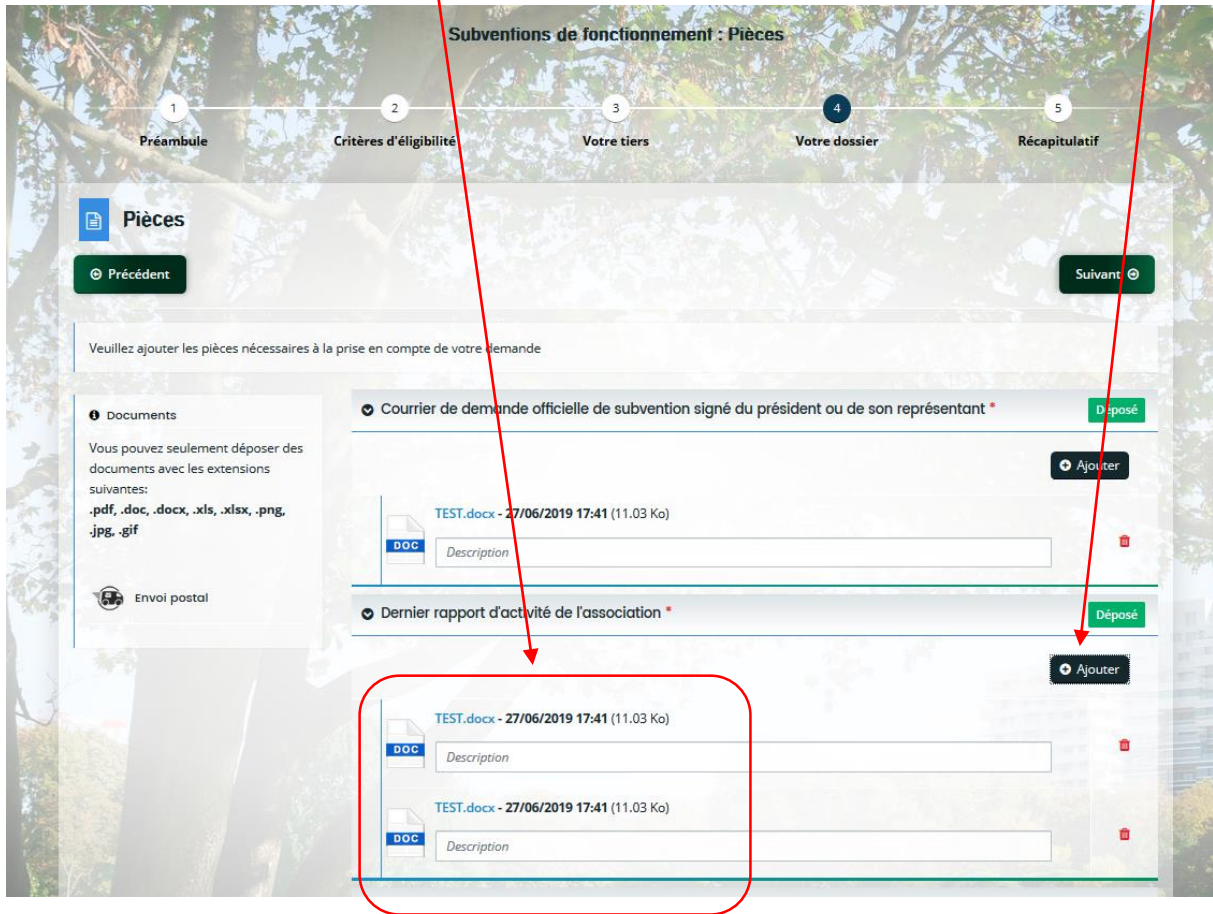 Subventions de fonctionnement : Pièces
1
2
3
4
5
Préambule
Critères d'éligibilité
Votre tiers
Votre dossier
Récapitulatif
Pièces
Précédent
Suivant
Veuillez ajouter les pièces nécessaires à la prise en compte de votre demande
Documents
Vous pouvez seulement déposer des
documents avec les extensions
suivantes:
.pdf, .doc, .docx, .xls, .xlsx, .png,
.jpg, .gif
Envoi postal
Courrier de demande officielle de subvention signé du président ou de son représentant *
Déposé
Ajouter
TEST.docx - 27/06/2019 17:41 (11.03 Ko)
DOC
Description
Dernier rapport d'activité de l'association *
Déposé
Ajouter
TEST.docx - 27/06/2019 17:41 (11.03 Ko)
DOC
Description
TEST.docx - 27/06/2019 17:41 (11.03 Ko)
DOC
Description